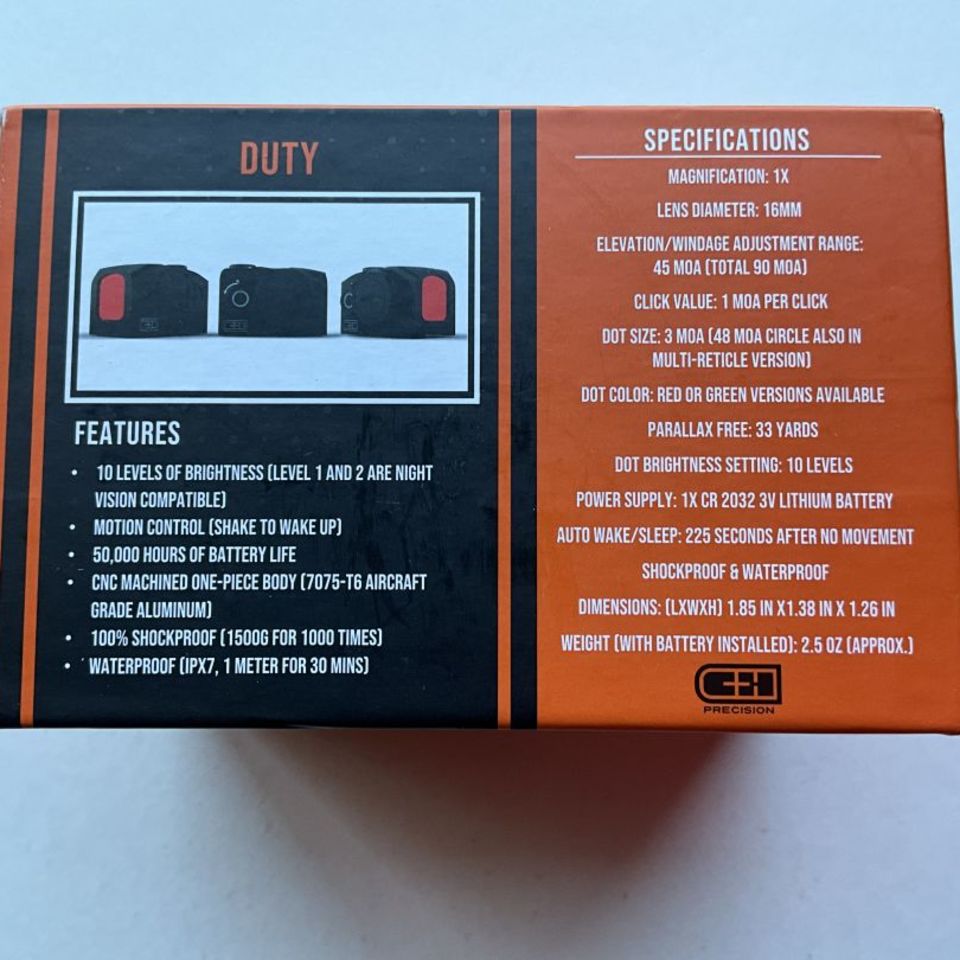 DUTY
FEATURES
• 10 LEVELS OF BRIGHTNESS (LEVEL 1 AND 2 ARE NIGHT
VISION COMPATIBLE)
• MOTION CONTROL (SHAKE TO WAKE UP)
• 50,000 HOURS OF BATTERY LIFE
• CNC MACHINED ONE-PIECE BODY (7075-T6 AIRCRAFT
GRADE ALUMINUM)
• 100% SHOCKPROOF (1500G FOR 1000 TIMES)
• WATERPROOF (IPX7, 1 METER FOR 30 MINS)
SPECIFICATIONS
MAGNIFICATION: 1X
LENS DIAMETER: 16MM
ELEVATION/WINDAGE ADJUSTMENT RANGE:
45 MOA (TOTAL 90 MOA)
CLICK VALUE: 1 MOA PER CLICK
DOT SIZE: 3 MOA (48 MOA CIRCLE ALSO IN
MULTI-RETICLE VERSION)
DOT COLOR: RED OR GREEN VERSIONS AVAILABLE
PARALLAX FREE: 33 YARDS
DOT BRIGHTNESS SETTING: 10 LEVELS
POWER SUPPLY: 1X CR 2032 3V LITHIUM BATTERY
AUTO WAKE/SLEEP: 225 SECONDS AFTER NO MOVEMENT
SHOCKPROOF & WATERPROOF
DIMENSIONS: (LXWXH) 1.85 IN X1.38 IN X 1.26 IN
WEIGHT (WITH BATTERY INSTALLED): 2.5 OZ (APPROX.)
CH
PRECISION